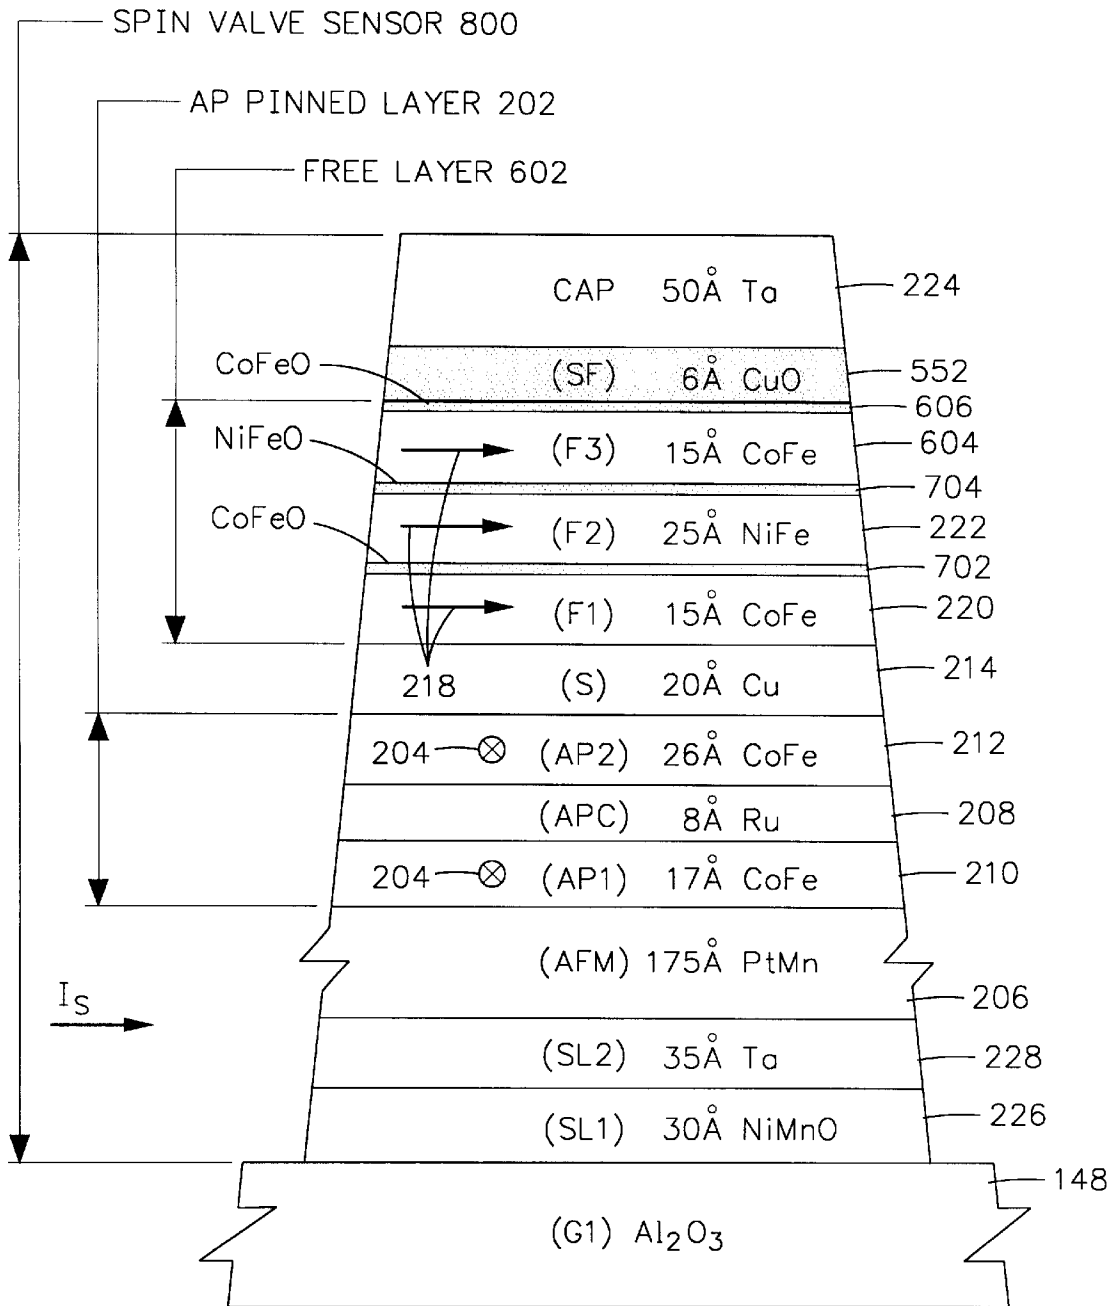 SPIN VALVE SENSOR 800
AP PINNED LAYER 202
FREE LAYER 602
CAP 50Å Ta 224
CoFeO
(SF) 6Å CuO 552
606
NiFeO
(F3) 15Å CoFe 604
704
CoFeO
(F2) 25Å NiFe 222
702
(F1) 15Å CoFe 220
218 (S) 20Å Cu 214
204 (AP2) 26Å CoFe 212
(APC) 8Å Ru 208
204 (AP1) 17Å CoFe 210
(AFM) 175Å PtMn 206
IS
(SL2) 35Å Ta 228
(SL1) 30Å NiMnO 226
148
(G1) Al2O3